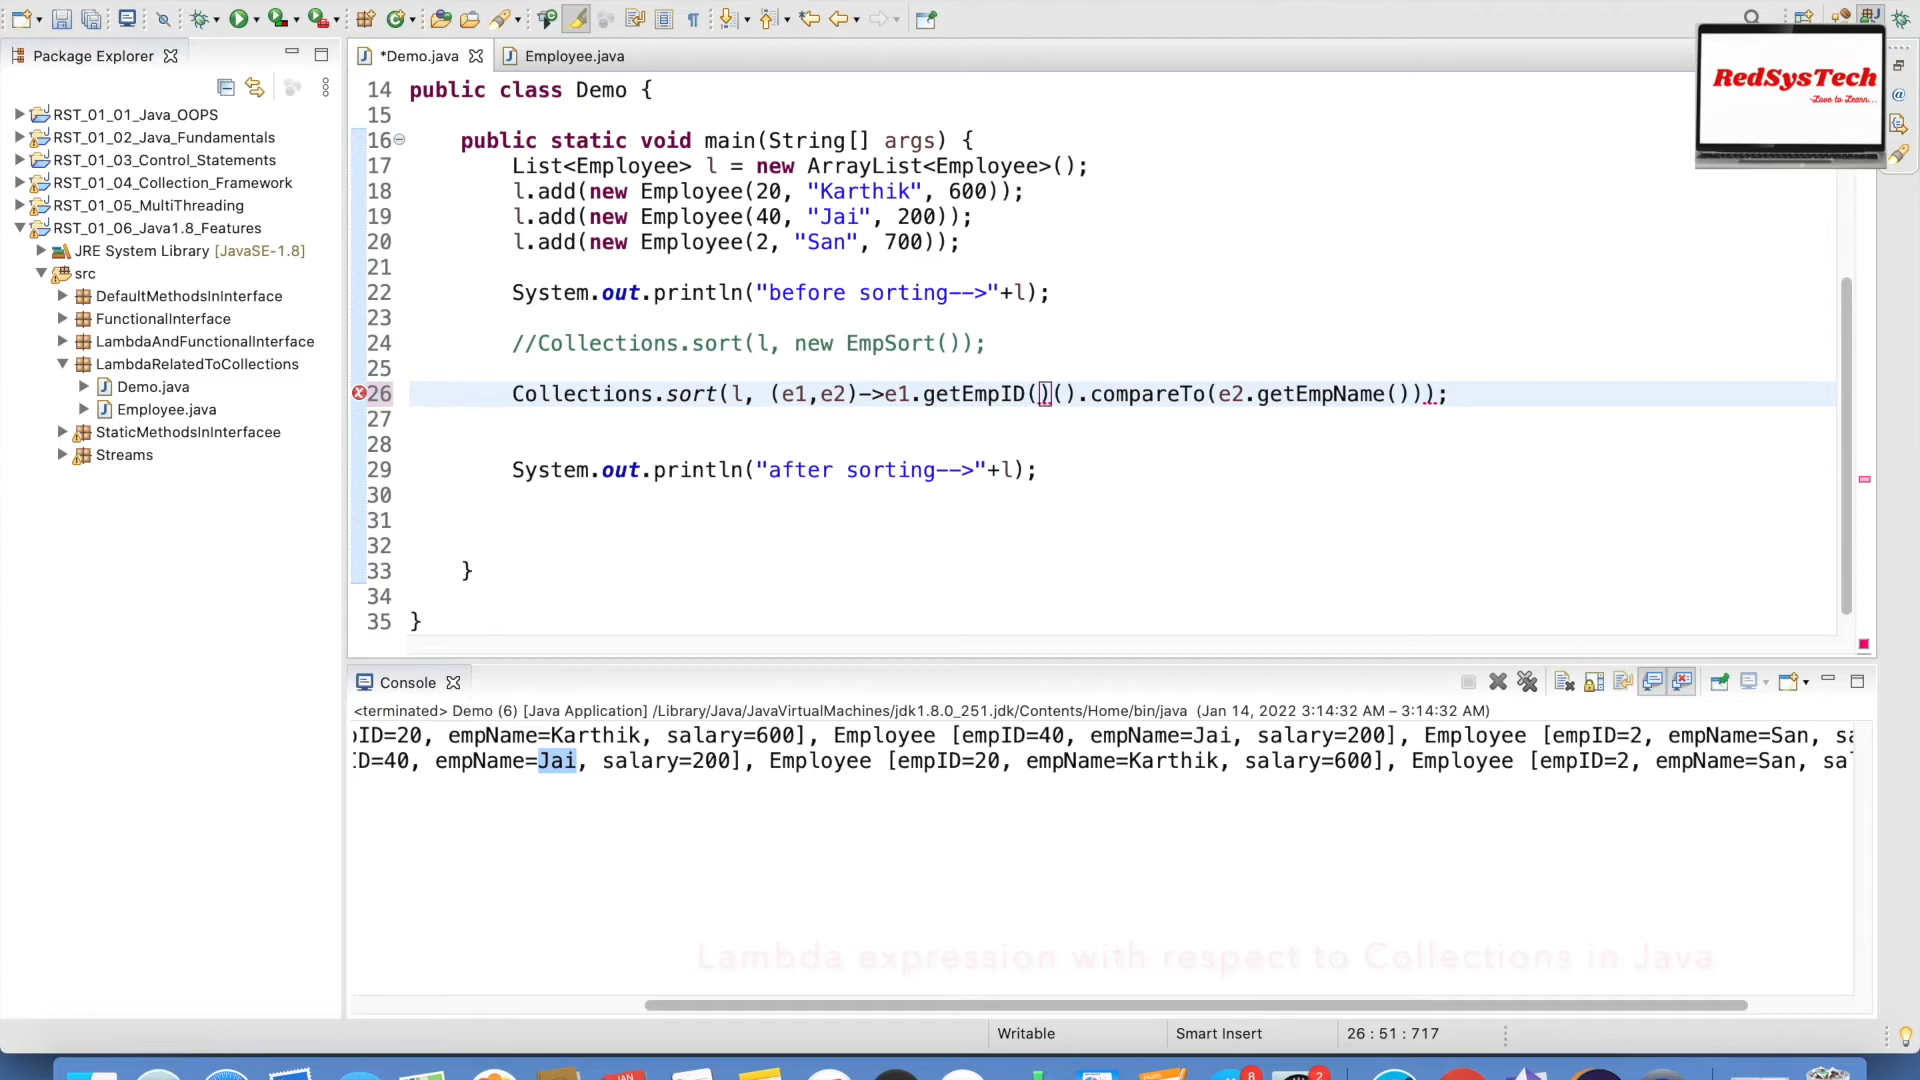 Package Explorer
*Demo.java
Employee.java
RedSysTech
-Love to Learn...
RST_01_01_Java_OOPS
RST_01_02_Java_Fundamentals
RST_01_03_Control_Statements
RST_01_04_Collection_Framework
RST_01_05_MultiThreading
RST_01_06_Java1.8_Features
JRE System Library [JavaSE-1.8]
src
DefaultMethodsInInterface
FunctionalInterface
LambdaAndFunctionalInterface
LambdaRelatedToCollections
Demo.java
Employee.java
StaticMethodsInInterfacee
Streams
14 public class Demo {
15
16 public static void main(String[] args) {
17 List<Employee> l = new ArrayList<Employee>();
18 l.add(new Employee(20, "Karthik", 600));
19 l.add(new Employee(40, "Jai", 200));
20 l.add(new Employee(2, "San", 700));
21
22 System.out.println("before sorting-->"+l);
23
24 //Collections.sort(l, new EmpSort());
25
26 Collections.sort(l, (e1,e2)->e1.getEmpID()().compareTo(e2.getEmpName()));
27
28
29 System.out.println("after sorting-->"+l);
30
31
32
33 }
34
35 }
Console
<terminated> Demo (6) [Java Application] /Library/Java/JavaVirtualMachines/jdk1.8.0_251.jdk/Contents/Home/bin/java (Jan 14, 2022 3:14:32 AM – 3:14:32 AM)
ID=20, empName=Karthik, salary=600], Employee [empID=40, empName=Jai, salary=200], Employee [empID=2, empName=San, sa
ID=40, empName=Jai, salary=200], Employee [empID=20, empName=Karthik, salary=600], Employee [empID=2, empName=San, sal
Lambda expression with respect to Collections in Java
Writable
Smart Insert
26 : 51 : 717
JAN
8
2